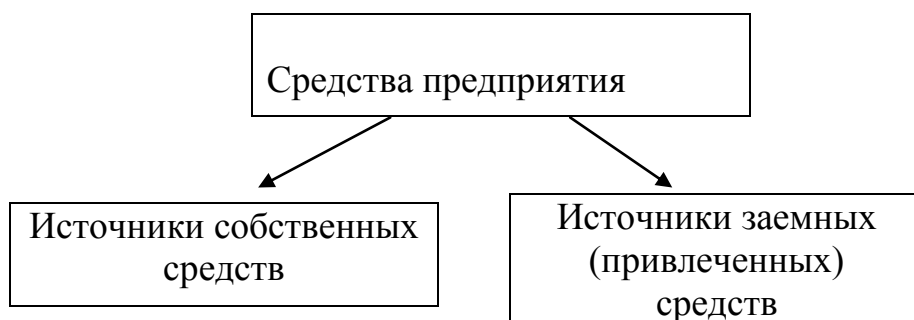 Средства предприятия
Источники собственных
средств
Источники заемных
(привлеченных)
средств